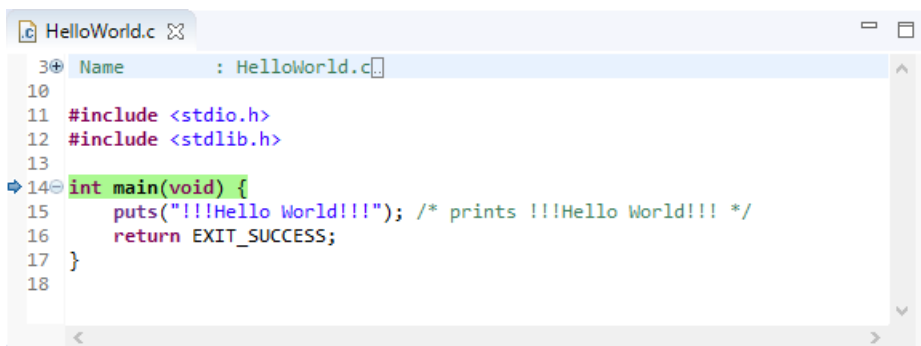 HelloWorld.c
3 Name : HelloWorld.c
10
11 #include <stdio.h>
12 #include <stdlib.h>
13
14 int main(void) {
15 puts("!!!Hello World!!!"); /* prints !!!Hello World!!! */
16 return EXIT_SUCCESS;
17 }
18